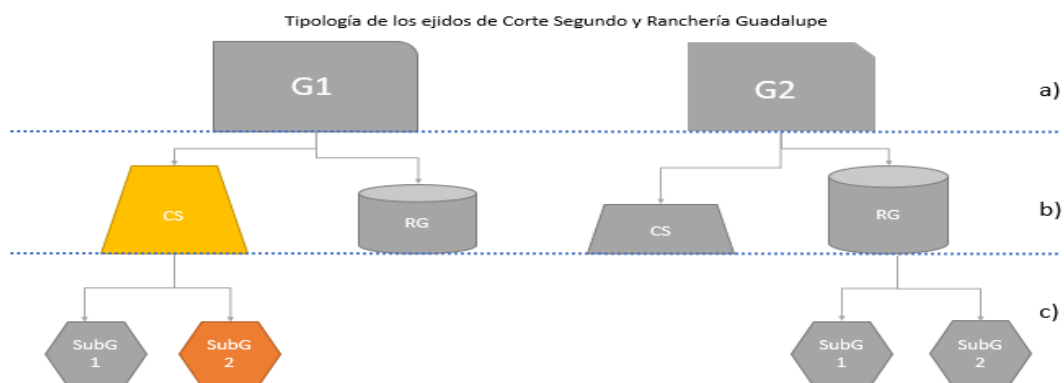 Tipología de los ejidos de Corte Segundo y Ranchería Guadalupe
G1
G2
a)
CS
RG
CS
RG
b)
c)
SubG
1
SubG
2
SubG
1
SubG
2